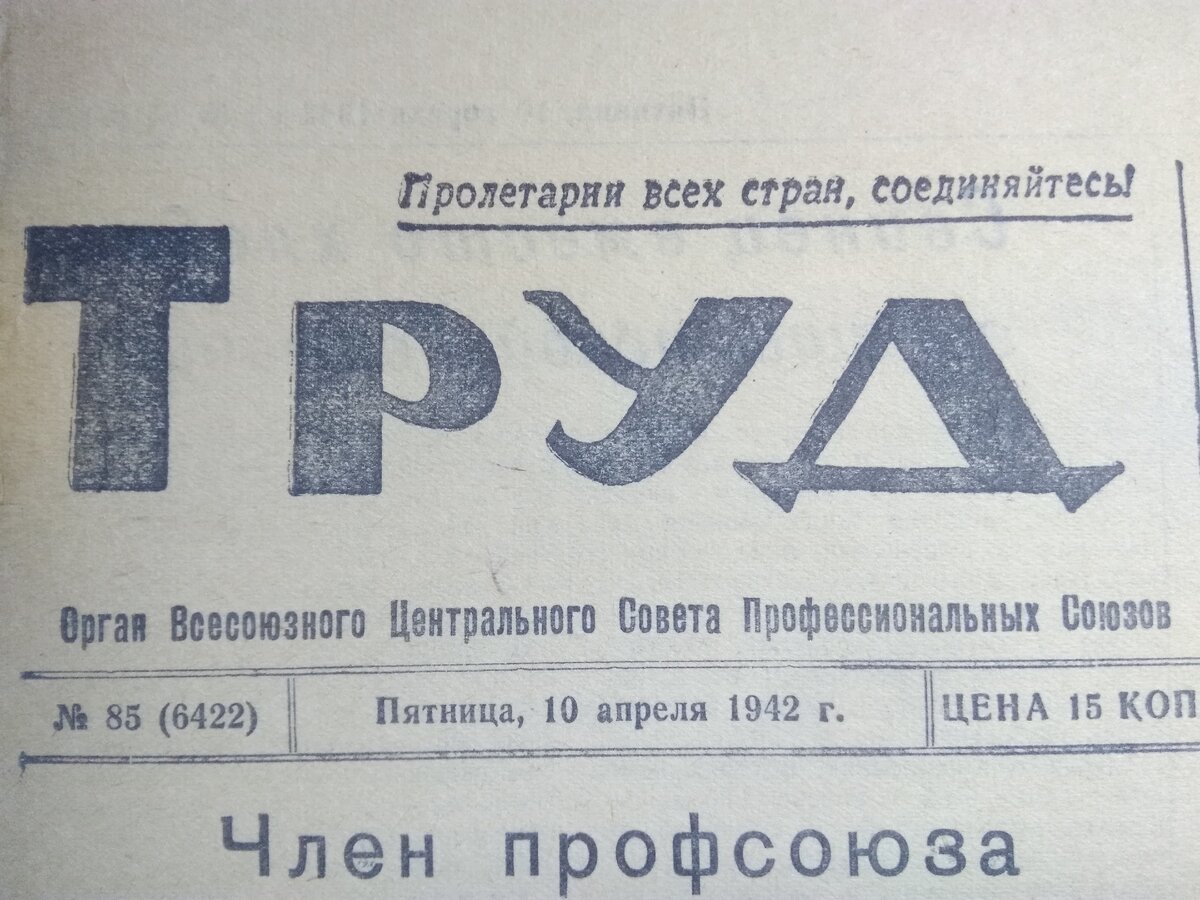 Пролетарии всех стран, соединяйтесь!
Труд
Орган Всесоюзного Центрального Совета Профессиональных Союзов
№ 85 (6422) Пятница, 10 апреля 1942 г. ЦЕНА 15 КОП
Член профсоюза